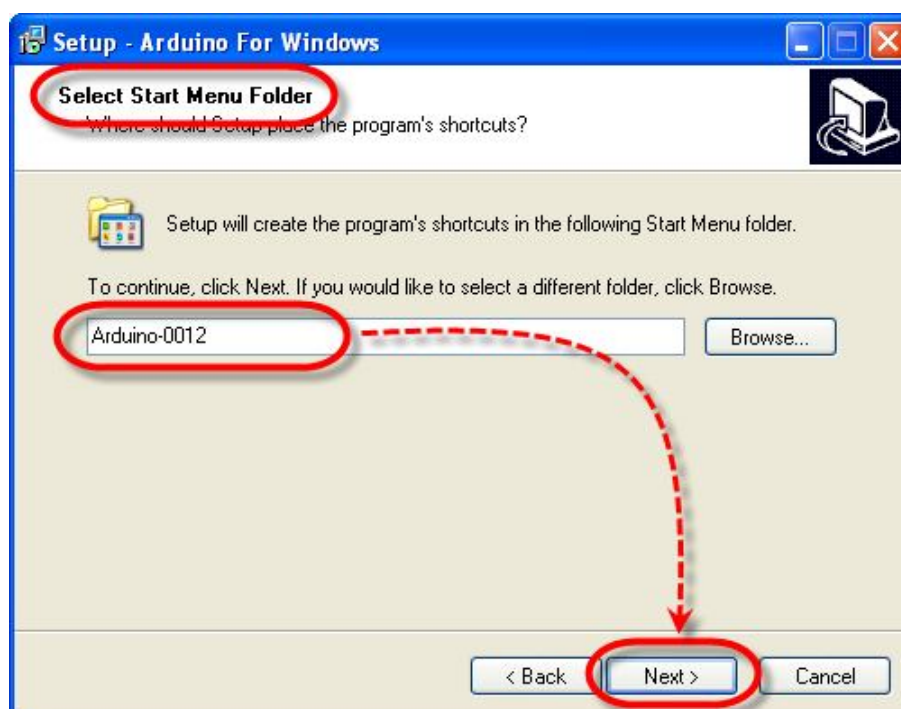 Setup - Arduino For Windows
Select Start Menu Folder
Where should Setup place the program's shortcuts?
Setup will create the program's shortcuts in the following Start Menu folder.
To continue, click Next. If you would like to select a different folder, click Browse.
Arduino-0012
Browse...
< Back
Next >
Cancel